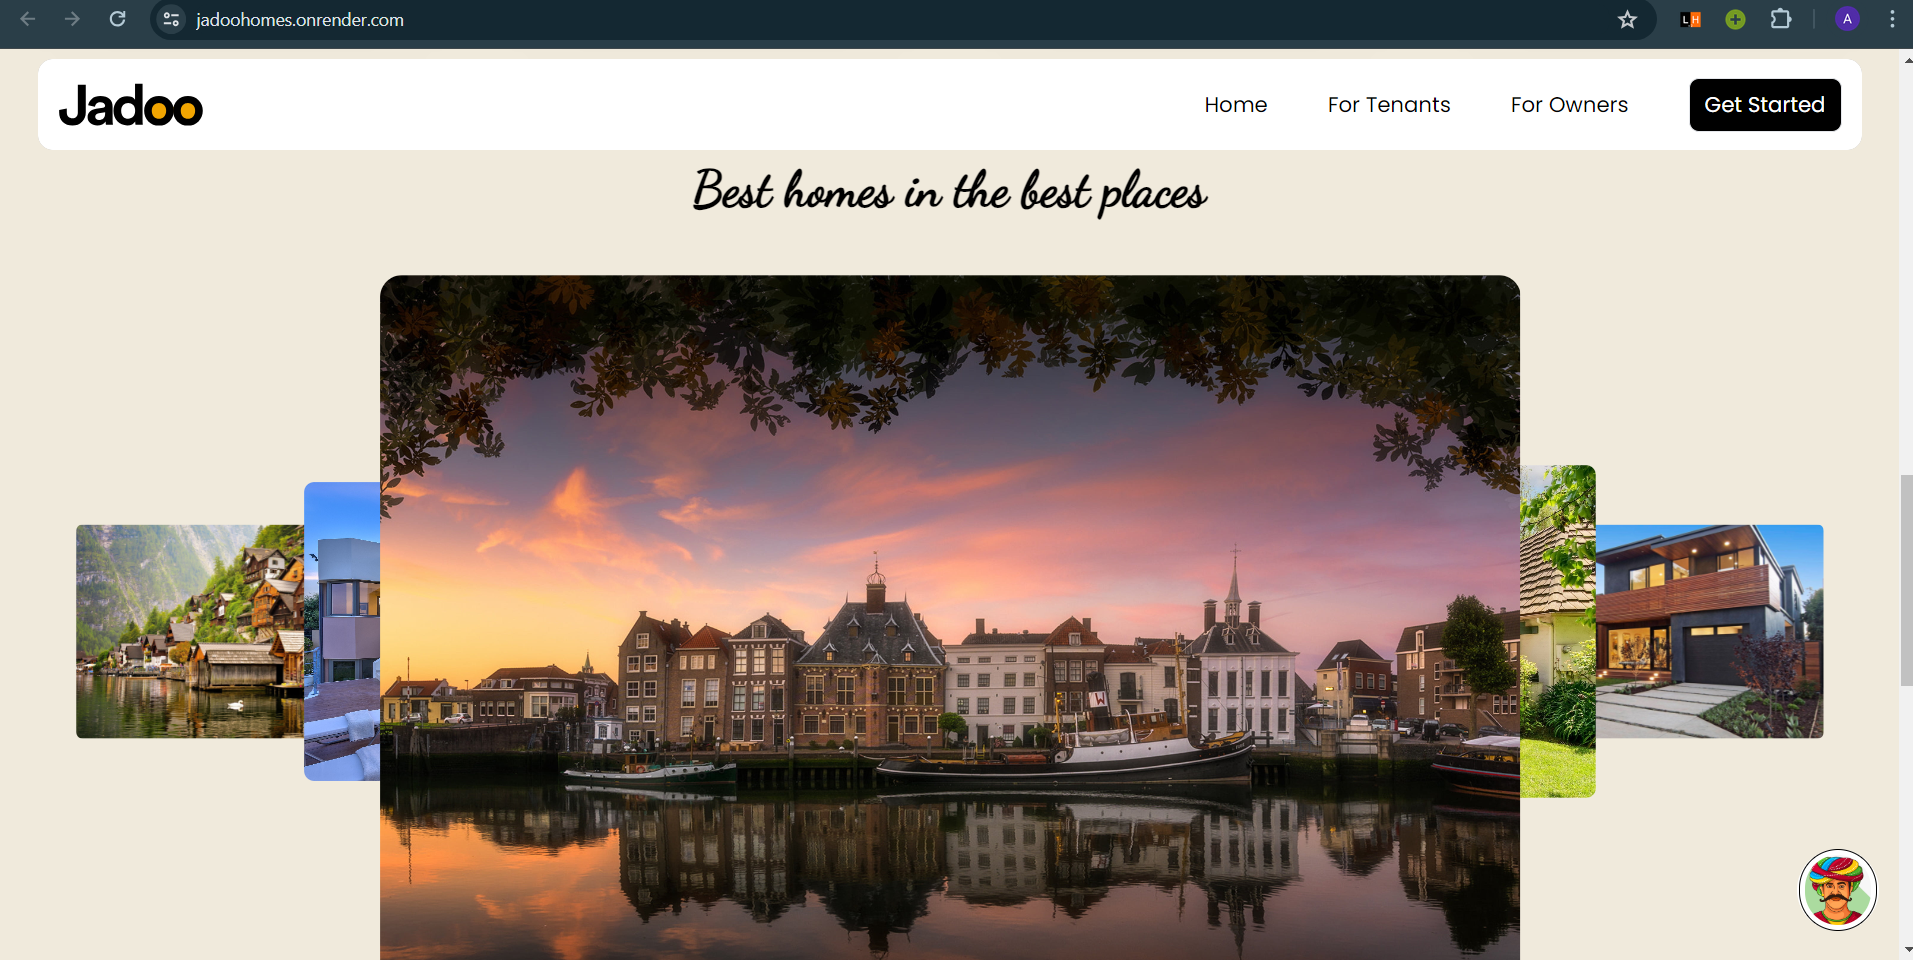 jadoohomes.onrender.com
L H
A
Jadoo
Home
For Tenants
For Owners
Get Started
Best homes in the best places
W